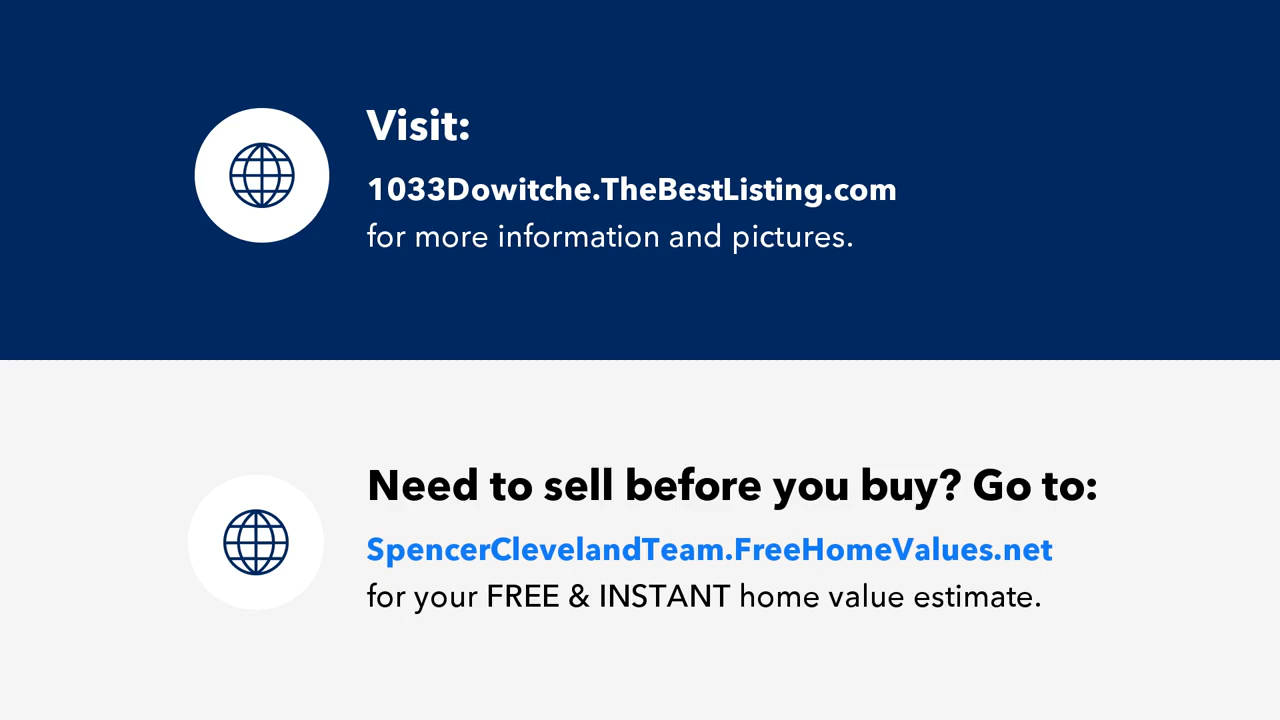 Visit:
1033Dowitche.TheBestListing.com
for more information and pictures.
Need to sell before you buy? Go to:
SpencerClevelandTeam.FreeHomeValues.net
for your FREE & INSTANT home value estimate.